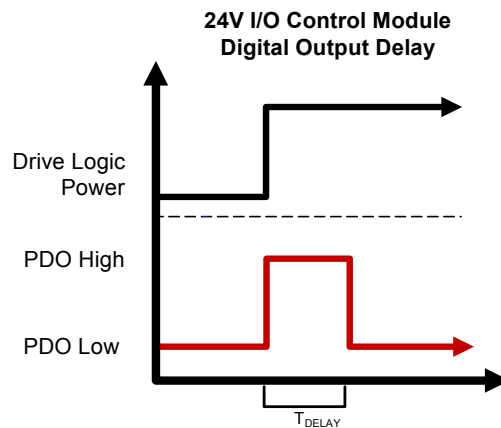 24V I/O Control Module
Digital Output Delay
Drive Logic
Power
PDO High
PDO Low
TDELAY